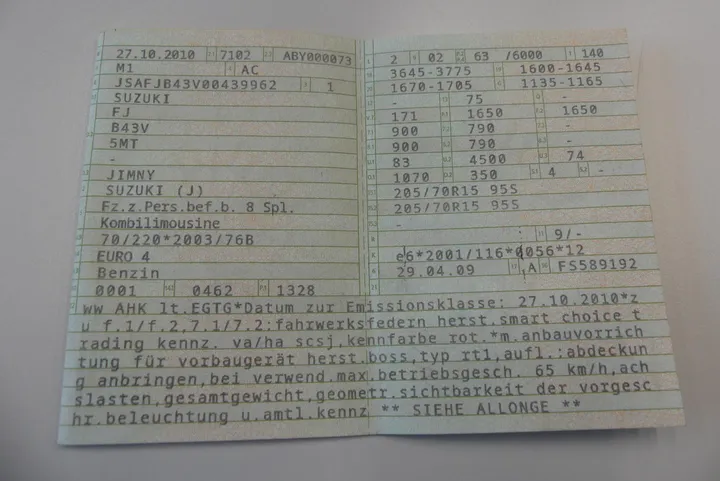 27.10.2010 7102 ABY000073
M1 AC
JSAFJB43V00439962 1
SUZUKI
FJ
B43V
5MT
-
JIMNY
SUZUKI (J)
Fz.z.Pers.bef.b. 8 Spl.
Kombilimousine
70/220*2003/76B
EURO 4
Benzin
0001 0462 1328
2 02 63 /6000 140
3645-3775 1600-1645
1670-1705 1135-1165
- 75 -
171 1650 1650
900 790 -
900 790 -
83 4500 74
1070 350 4 -
205/70R15 95S
205/70R15 95S
-
9/-
e6*2001/116*0056*12
29.04.09 A FS589192
ww AHK lt.EGTG*Datum zur Emissionsklasse: 27.10.2010*z
u f.1/f.2,7.1/7.2:fahrwerksfedern herst.smart choice t
rading kennz. va/ha scsj,kennfarbe rot.*m.anbauvorrich
tung für vorbaugerät herst.boss,typ rt1,aufl.:abdeckun
g anbringen,bei verwend.max.betriebsgesch. 65 km/h,ach
slasten,gesamtgewicht,geometr.sichtbarkeit der vorgesc
hr.beleuchtung u.amtl.kennz ** SIEHE ALLONGE **